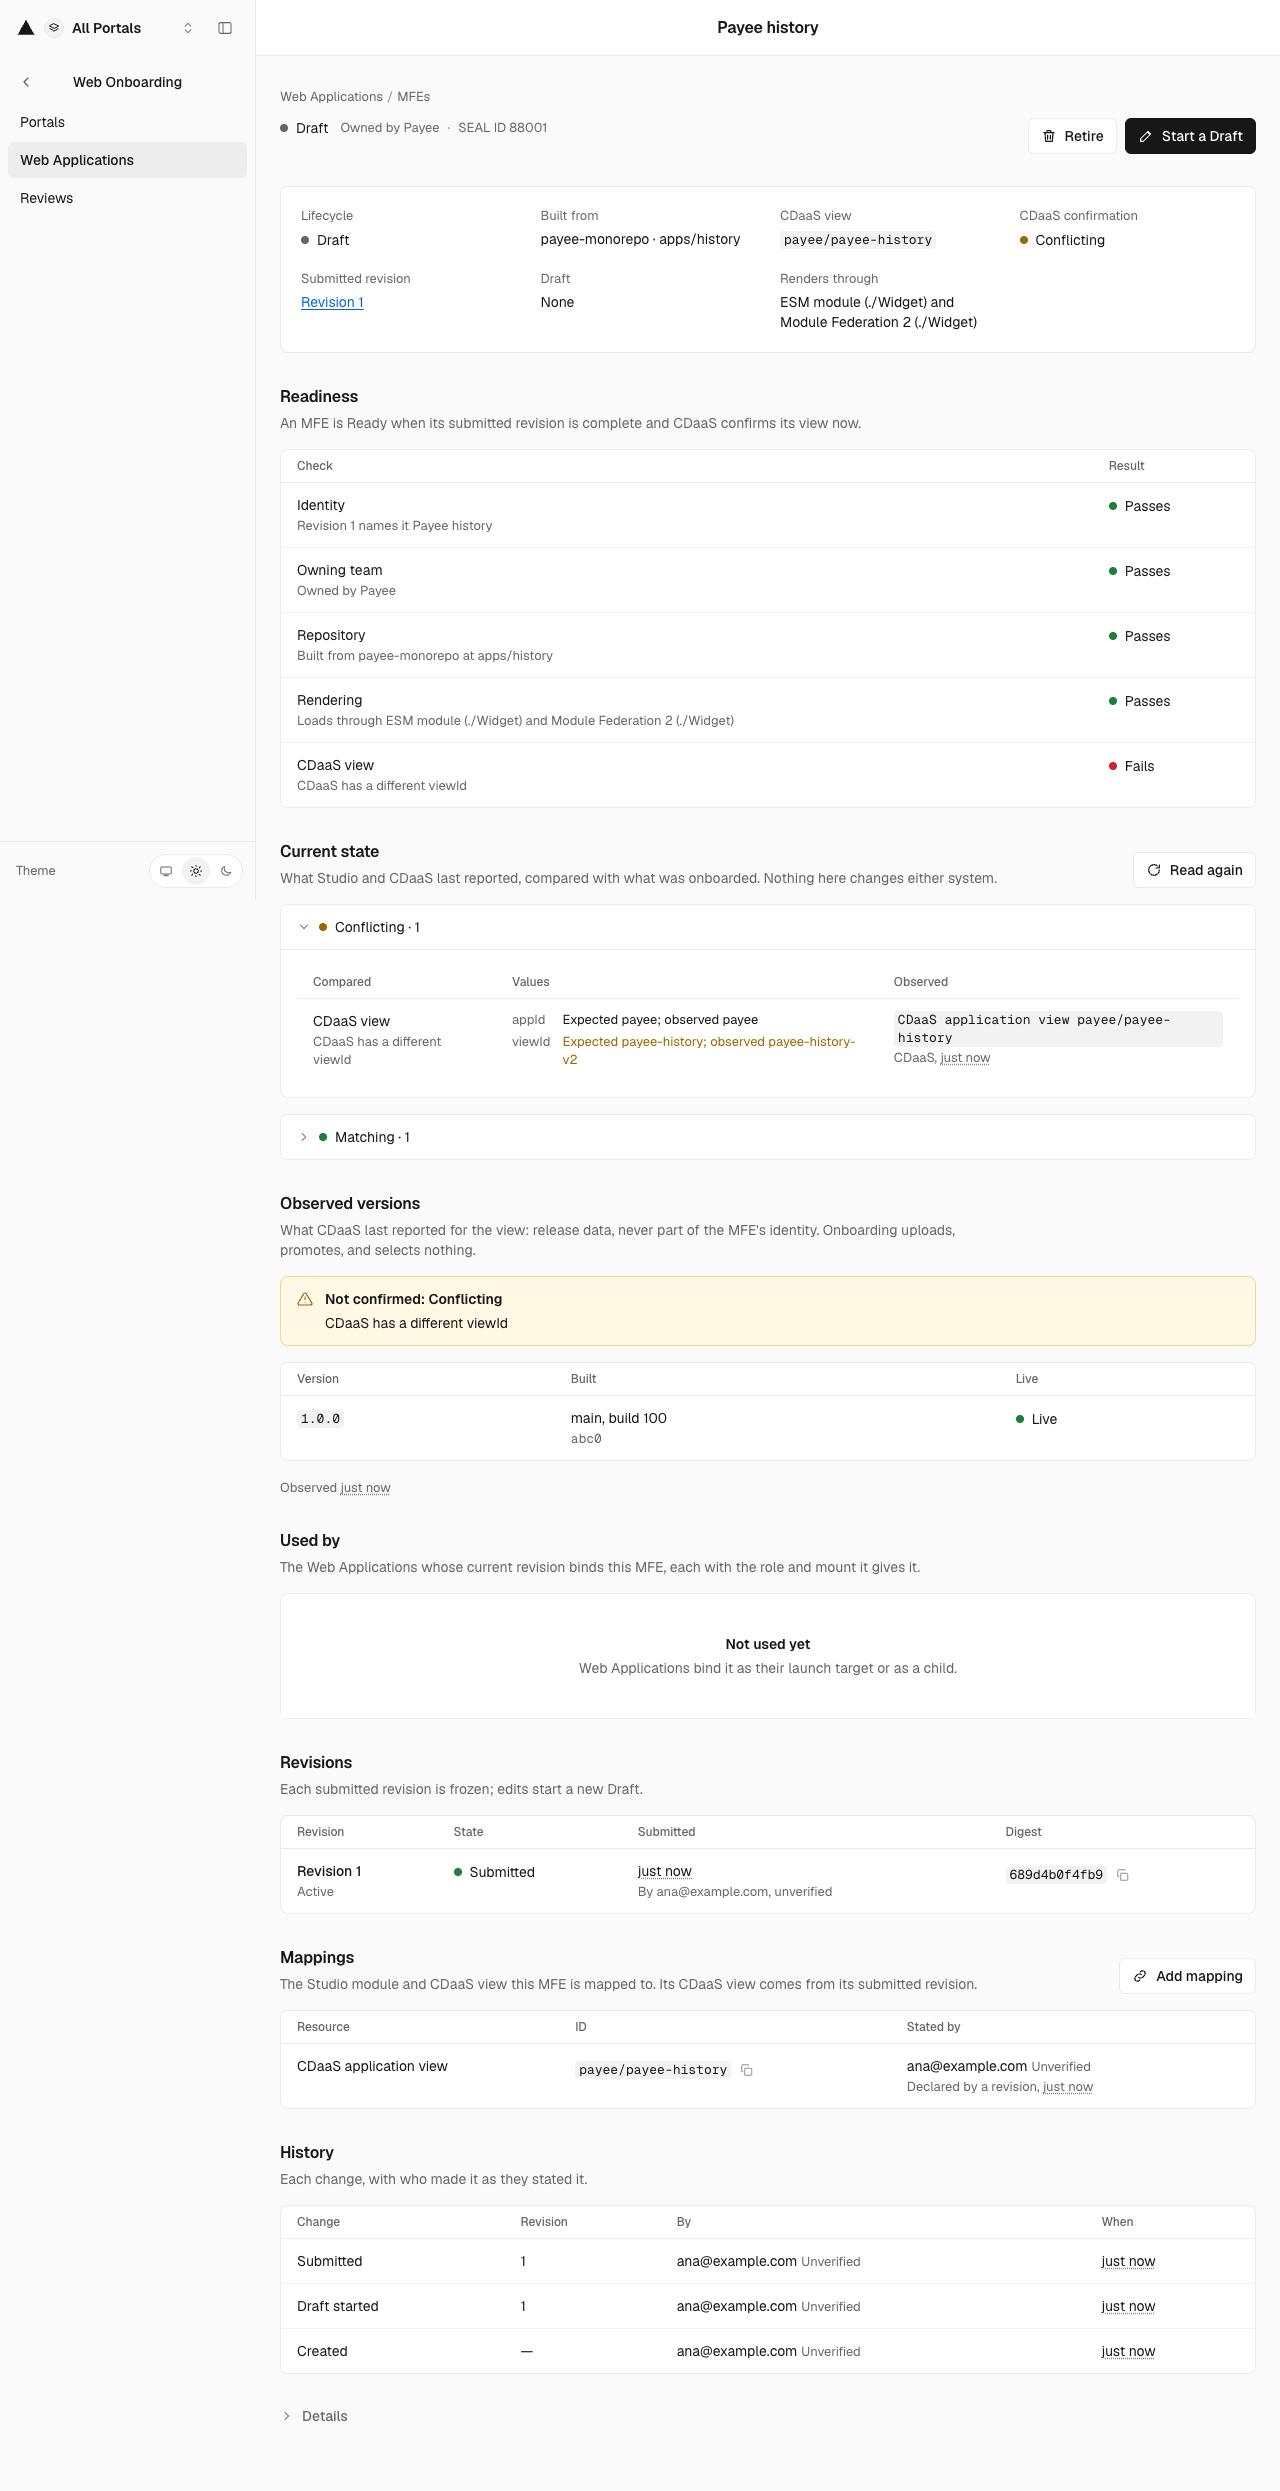 All Portals
Payee history
Web Onboarding
Portals
Web Applications
Reviews
Theme
Web Applications / MFEs
Draft Owned by Payee · SEAL ID 88001
Retire
Start a Draft
Lifecycle
Draft
Built from
payee-monorepo · apps/history
CDaaS view
payee/payee-history
CDaaS confirmation
Conflicting
Submitted revision
Revision 1
Draft
None
Renders through
ESM module (./Widget) and
Module Federation 2 (./Widget)
Readiness
An MFE is Ready when its submitted revision is complete and CDaaS confirms its view now.
Check Result
Identity Passes
Revision 1 names it Payee history
Owning team Passes
Owned by Payee
Repository Passes
Built from payee-monorepo at apps/history
Rendering Passes
Loads through ESM module (./Widget) and Module Federation 2 (./Widget)
CDaaS view Fails
CDaaS has a different viewId
Current state
What Studio and CDaaS last reported, compared with what was onboarded. Nothing here changes either system.
Read again
Conflicting · 1
Compared Values Observed
CDaaS view
CDaaS has a different
viewId
appId Expected payee; observed payee
viewId Expected payee-history; observed payee-history-
v2
CDaaS application view payee/payee-
history
CDaaS, just now
Matching · 1
Observed versions
What CDaaS last reported for the view: release data, never part of the MFE's identity. Onboarding uploads,
promotes, and selects nothing.
Not confirmed: Conflicting
CDaaS has a different viewId
Version Built Live
1.0.0 main, build 100 Live
abc0
Observed just now
Used by
The Web Applications whose current revision binds this MFE, each with the role and mount it gives it.
Not used yet
Web Applications bind it as their launch target or as a child.
Revisions
Each submitted revision is frozen; edits start a new Draft.
Revision State Submitted Digest
Revision 1 Submitted just now 689d4b0f4fb9
Active By ana@example.com, unverified
Mappings
The Studio module and CDaaS view this MFE is mapped to. Its CDaaS view comes from its submitted revision.
Add mapping
Resource ID Stated by
CDaaS application view payee/payee-history ana@example.com Unverified
Declared by a revision, just now
History
Each change, with who made it as they stated it.
Change Revision By When
Submitted 1 ana@example.com Unverified just now
Draft started 1 ana@example.com Unverified just now
Created — ana@example.com Unverified just now
Details